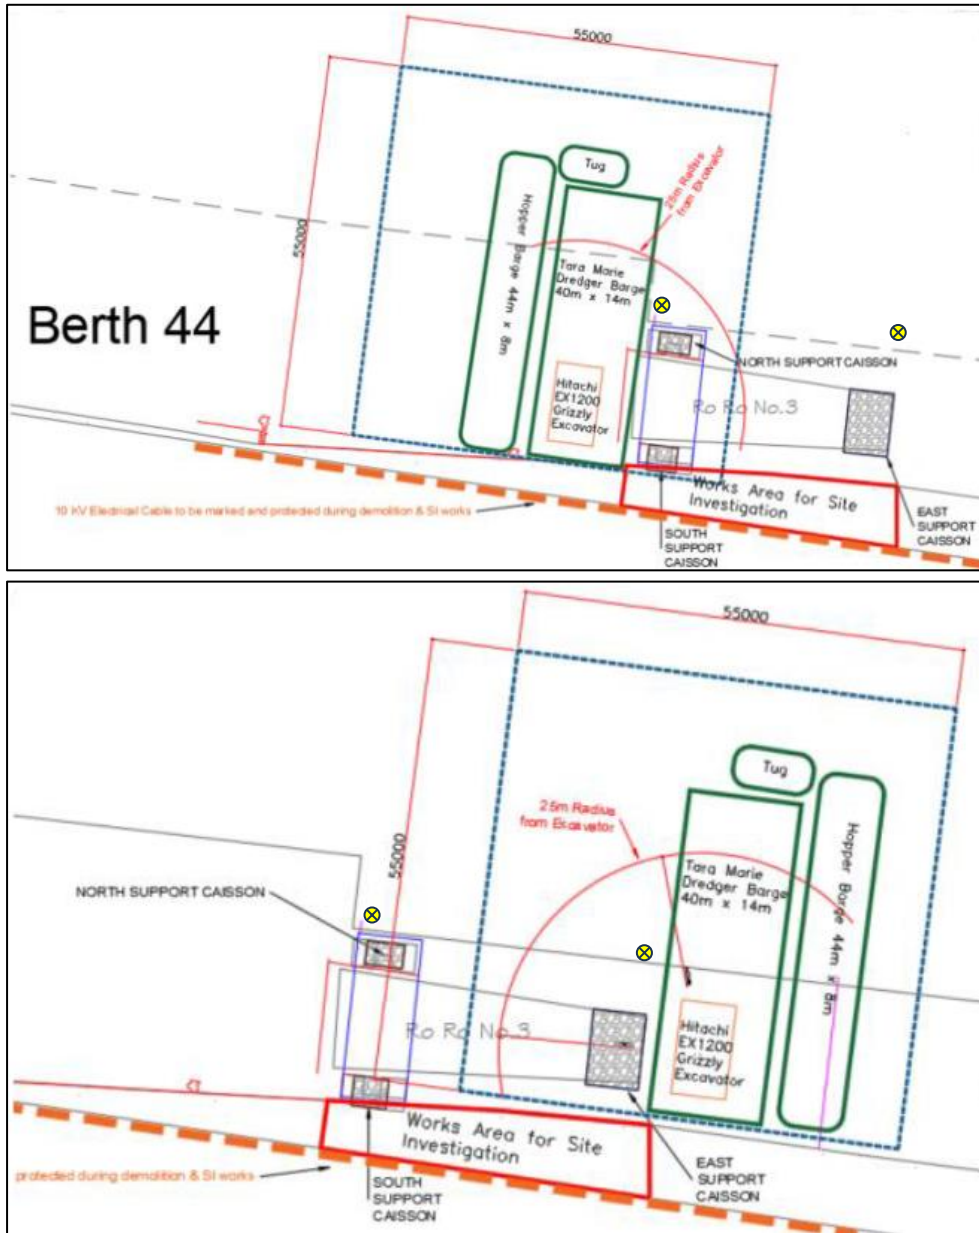 55000
55000
Tug
25m Radius
from Excavator
Hopper Barge 44m x 8m
Tara Marie
Dredger Barge
40m x 14m
Berth 44
NORTH SUPPORT CAISSON
Hitachi
EX1200
Grizzly
Excavator
Ro Ro No.3
Works Area for Site
Investigation
10 KV Electrical Cable to be marked and protected during demolition & SI works
EAST
SUPPORT
CAISSON
SOUTH
SUPPORT
CAISSON
55000
Tug
25m Radius
from Excavator
55000
Tara Marie
Dredger Barge
40m x 14m
Hopper Barge 44m x 8m
NORTH SUPPORT CAISSON
Ro Ro No.3
Hitachi
EX1200
Grizzly
Excavator
Works Area for Site
Investigation
protected during demolition & SI works
EAST
SUPPORT
CAISSON
SOUTH
SUPPORT
CAISSON